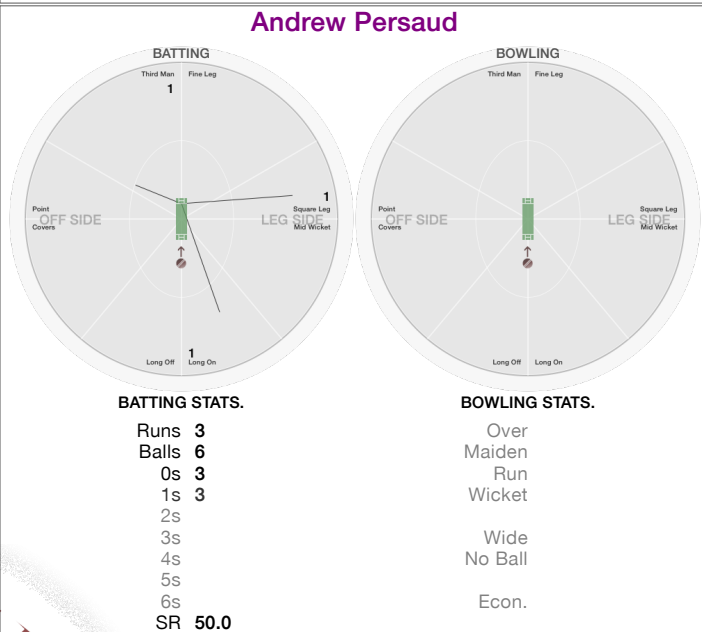 Andrew Persaud
BATTING
Third Man Fine Leg
1
1
Point
Square Leg
OFF SIDE LEG SIDE
Covers
Mid Wicket
1
Long Off Long On
BATTING STATS.
Runs 3
Balls 6
0s 3
1s 3
2s
3s
4s
5s
6s
SR 50.0
BOWLING
Third Man Fine Leg
Point
Square Leg
OFF SIDE LEG SIDE
Covers
Mid Wicket
Long Off Long On
BOWLING STATS.
Over
Maiden
Run
Wicket
Wide
No Ball
Econ.